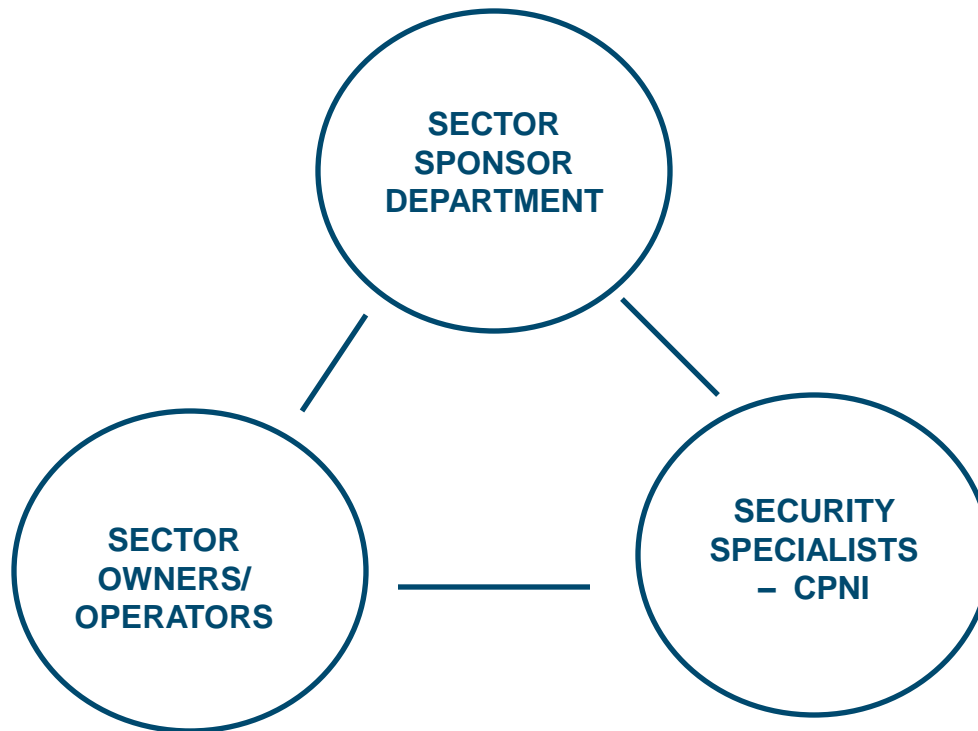 SECTOR
SPONSOR
DEPARTMENT
SECTOR
OWNERS/
OPERATORS
SECURITY
SPECIALISTS
– CPNI